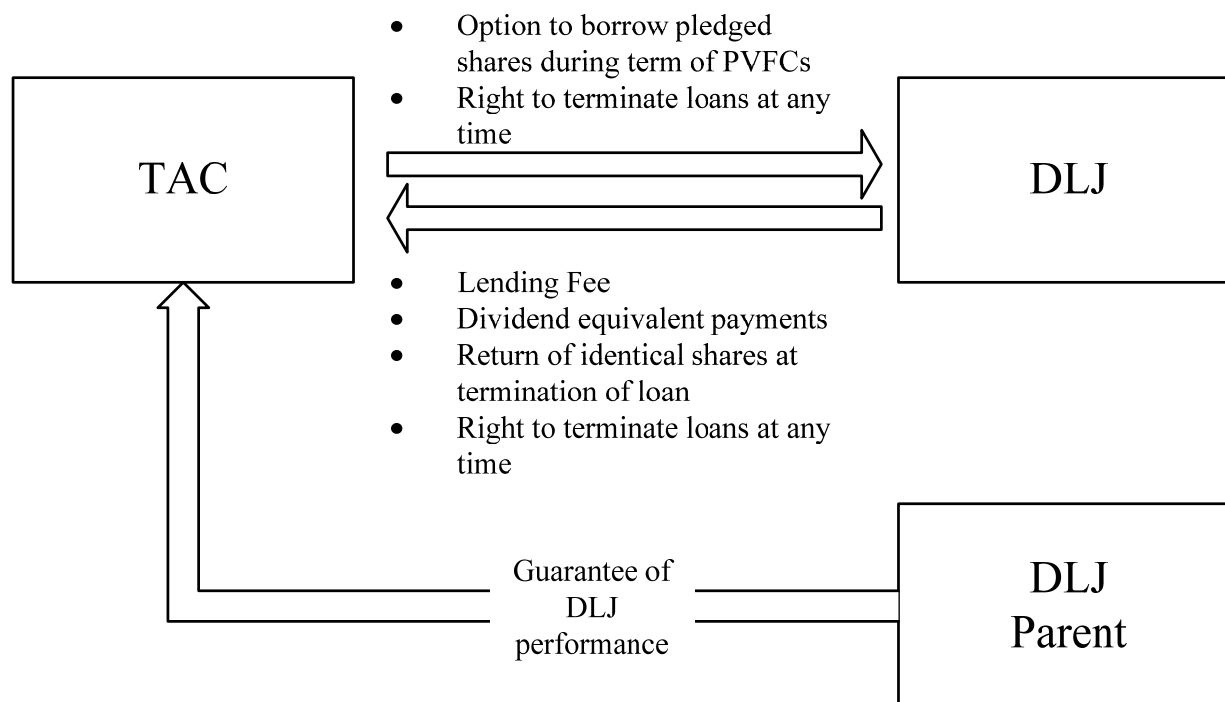 • Option to borrow pledged
shares during term of PVFCs
• Right to terminate loans at any
time
TAC
DLJ
• Lending Fee
• Dividend equivalent payments
• Return of identical shares at
termination of loan
• Right to terminate loans at any
time
Guarantee of
DLJ
performance
DLJ
Parent